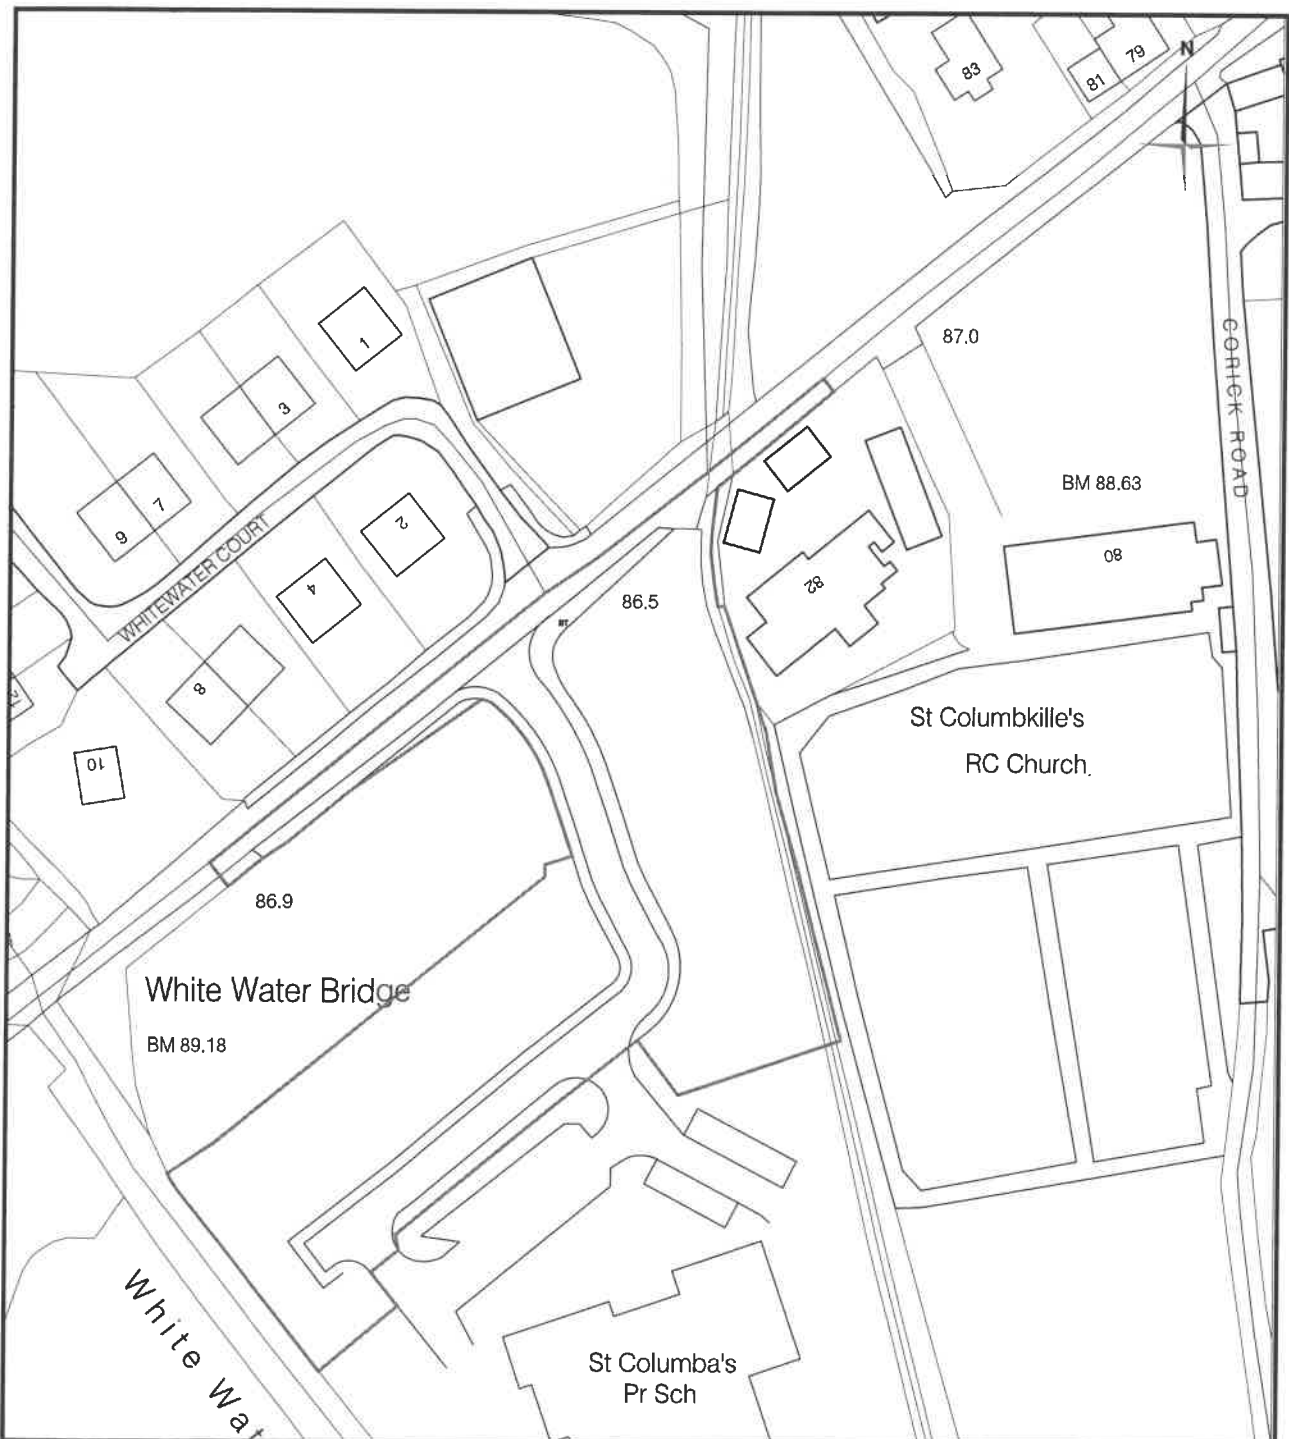 N
83
81
79
1
3
87.0
CORICK ROAD
7
9
2
BM 88.63
WHITEWATER COURT
4
82
80
86.5
8
St Columbkille's
RC Church
10
86.9
White Water Bridge
BM 89.18
White Wat
St Columba's
Pr Sch